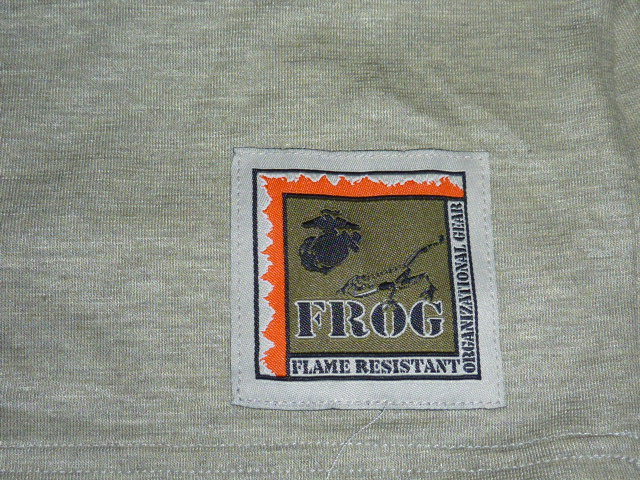 FROG
FLAME RESISTANT
ORGANIZATIONAL GEAR